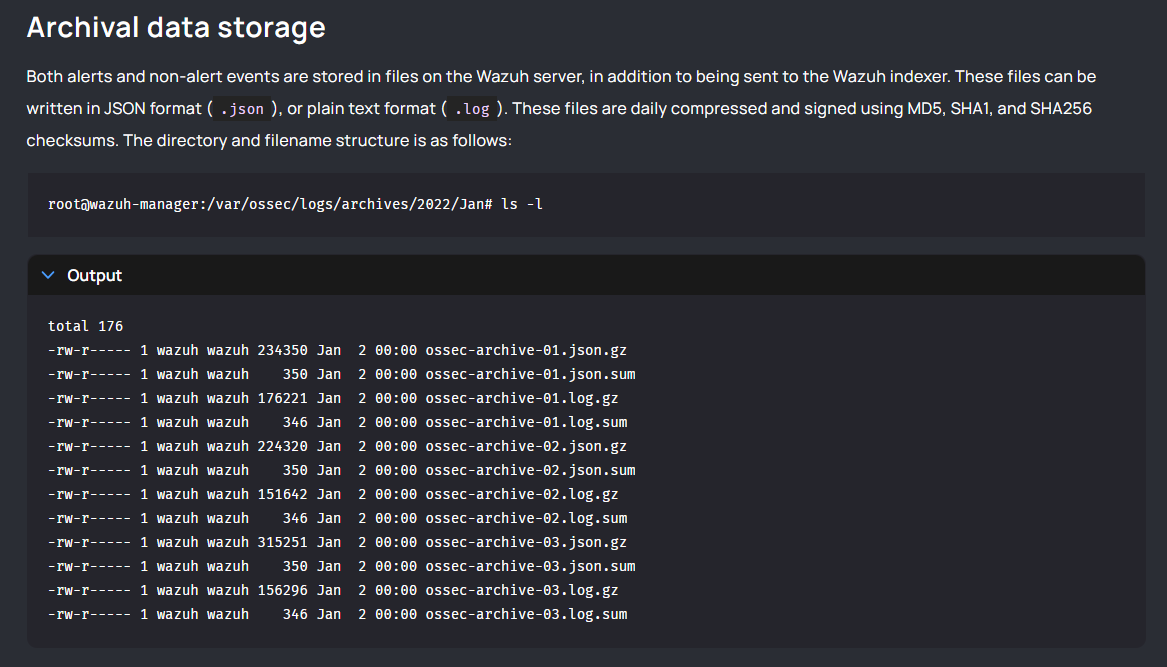 Archival data storage
Both alerts and non-alert events are stored in files on the Wazuh server, in addition to being sent to the Wazuh indexer. These files can be
written in JSON format ( .json ), or plain text format ( .log ). These files are daily compressed and signed using MD5, SHA1, and SHA256
checksums. The directory and filename structure is as follows:
root@wazuh-manager:/var/ossec/logs/archives/2022/Jan# ls -l
Output
total 176
-rw-r----- 1 wazuh wazuh 234350 Jan  2 00:00 ossec-archive-01.json.gz
-rw-r----- 1 wazuh wazuh    350 Jan  2 00:00 ossec-archive-01.json.sum
-rw-r----- 1 wazuh wazuh 176221 Jan  2 00:00 ossec-archive-01.log.gz
-rw-r----- 1 wazuh wazuh    346 Jan  2 00:00 ossec-archive-01.log.sum
-rw-r----- 1 wazuh wazuh 224320 Jan  2 00:00 ossec-archive-02.json.gz
-rw-r----- 1 wazuh wazuh    350 Jan  2 00:00 ossec-archive-02.json.sum
-rw-r----- 1 wazuh wazuh 151642 Jan  2 00:00 ossec-archive-02.log.gz
-rw-r----- 1 wazuh wazuh    346 Jan  2 00:00 ossec-archive-02.log.sum
-rw-r----- 1 wazuh wazuh 315251 Jan  2 00:00 ossec-archive-03.json.gz
-rw-r----- 1 wazuh wazuh    350 Jan  2 00:00 ossec-archive-03.json.sum
-rw-r----- 1 wazuh wazuh 156296 Jan  2 00:00 ossec-archive-03.log.gz
-rw-r----- 1 wazuh wazuh    346 Jan  2 00:00 ossec-archive-03.log.sum